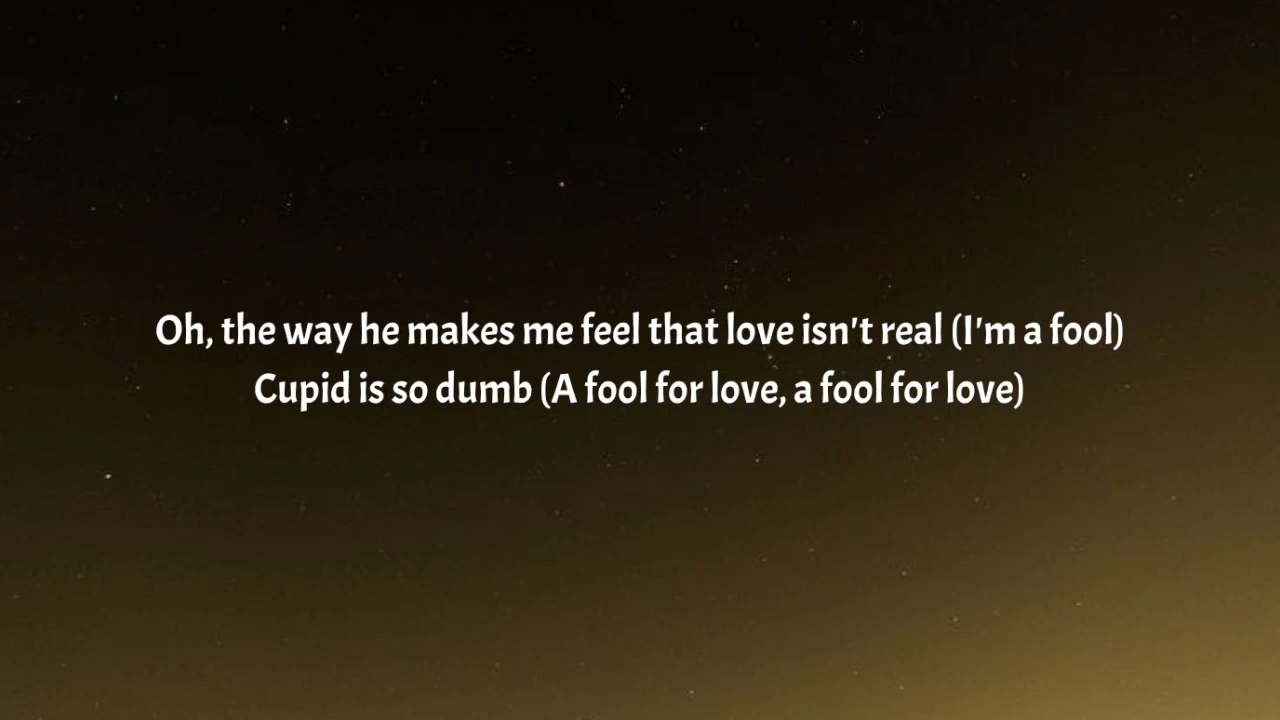 Oh, the way he makes me feel that love isn't real (I'm a fool)
Cupid is so dumb (A fool for love, a fool for love)